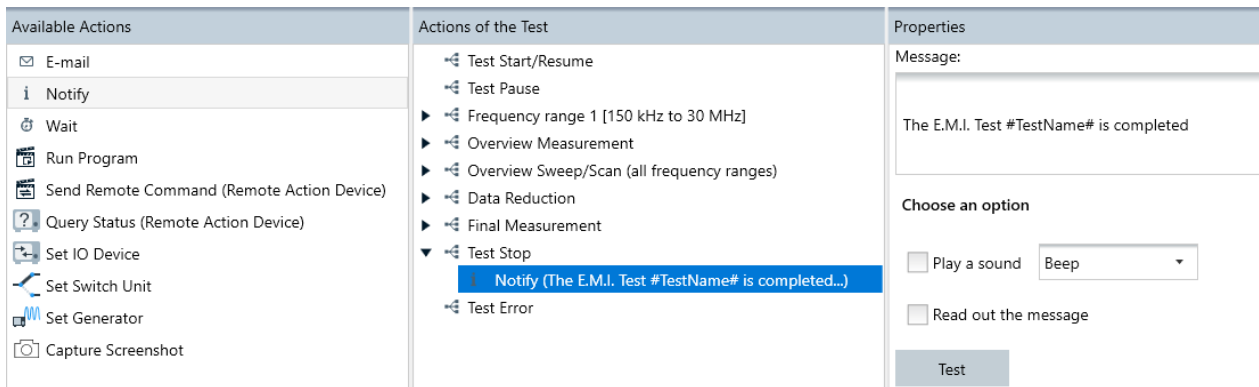 Available Actions
E-mail
Notify
Wait
Run Program
Send Remote Command (Remote Action Device)
Query Status (Remote Action Device)
Set IO Device
Set Switch Unit
Set Generator
Capture Screenshot
Actions of the Test
Test Start/Resume
Test Pause
Frequency range 1 [150 kHz to 30 MHz]
Overview Measurement
Overview Sweep/Scan (all frequency ranges)
Data Reduction
Final Measurement
Test Stop
Notify (The E.M.I. Test #TestName# is completed...)
Test Error
Properties
Message:
The E.M.I. Test #TestName# is completed
Choose an option
Play a sound Beep
Read out the message
Test